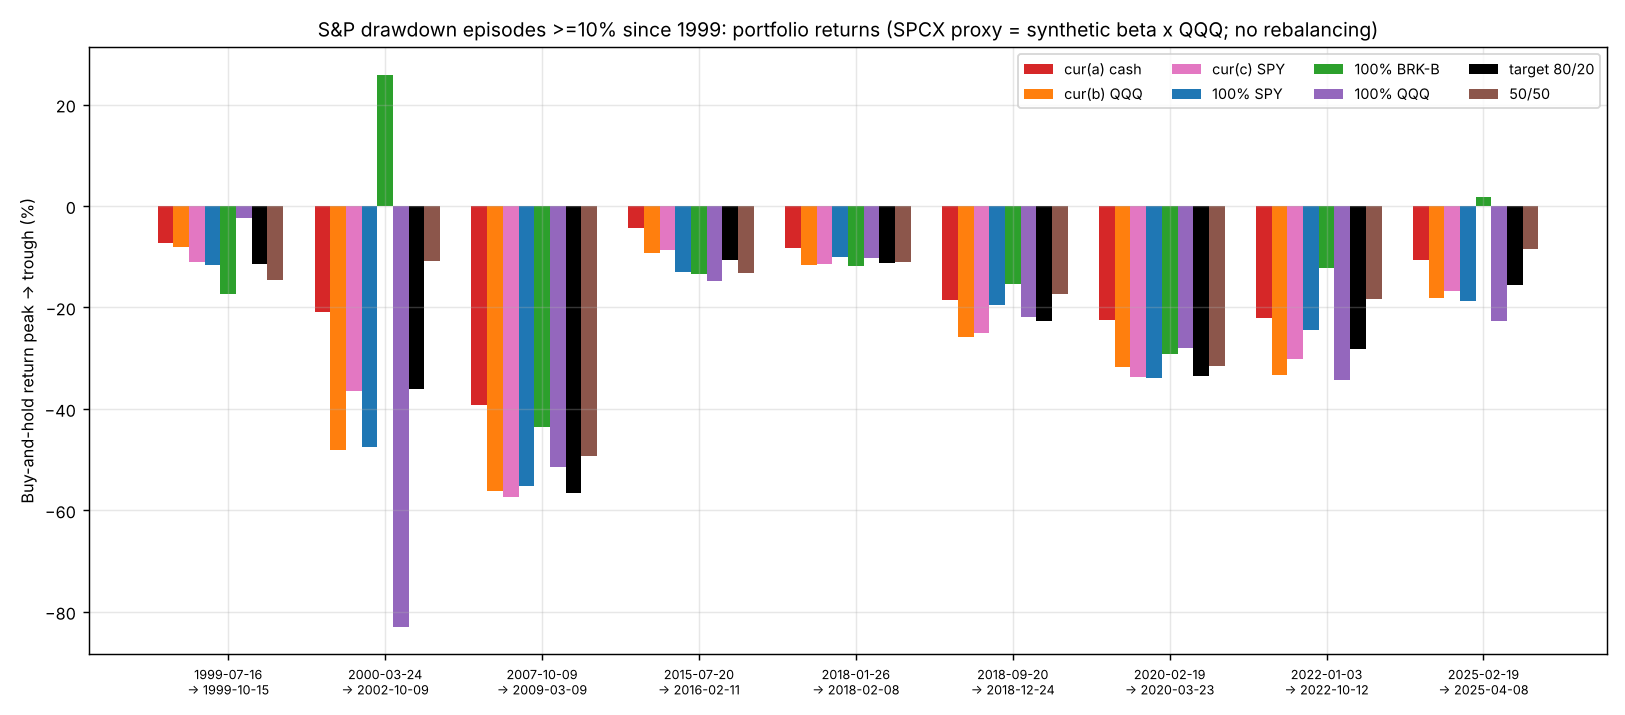 S&P drawdown episodes >=10% since 1999: portfolio returns (SPCX proxy = synthetic beta x QQQ; no rebalancing)
cur(a) cash
cur(b) QQQ
cur(c) SPY
100% SPY
100% BRK-B
100% QQQ
target 80/20
50/50
Buy-and-hold return peak → trough (%)
20
0
−20
−40
−60
−80
1999-07-16
→ 1999-10-15
2000-03-24
→ 2002-10-09
2007-10-09
→ 2009-03-09
2015-07-20
→ 2016-02-11
2018-01-26
→ 2018-02-08
2018-09-20
→ 2018-12-24
2020-02-19
→ 2020-03-23
2022-01-03
→ 2022-10-12
2025-02-19
→ 2025-04-08